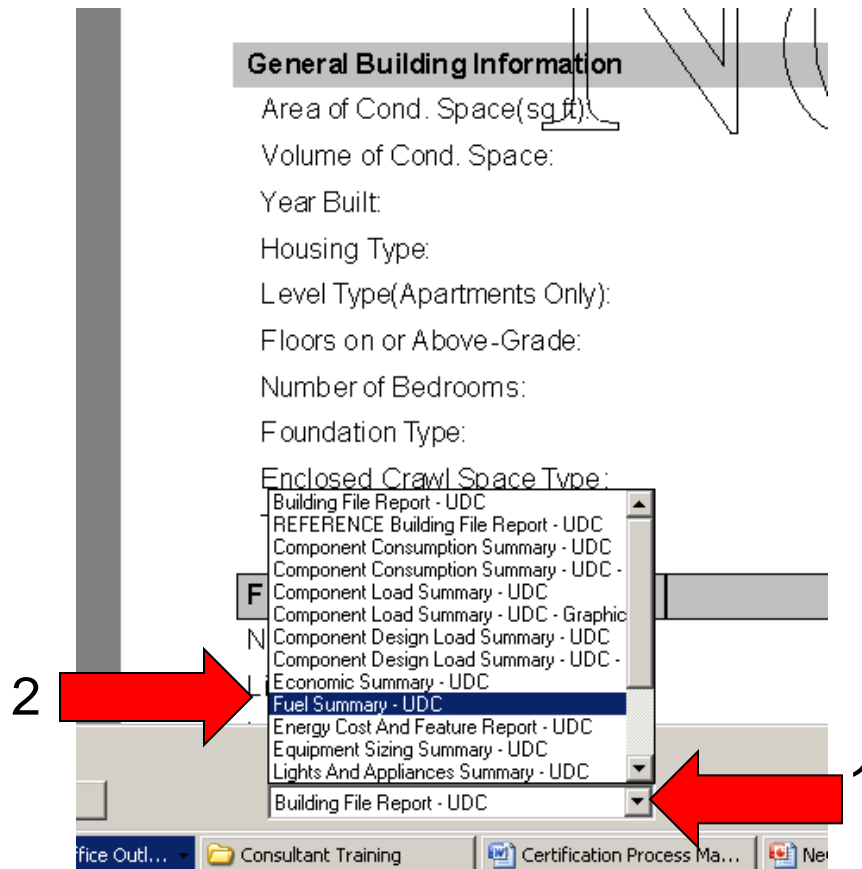 General Building Information
Area of Cond. Space(sq ft):
Volume of Cond. Space:
Year Built:
Housing Type:
Level Type(Apartments Only):
Floors on or Above-Grade:
Number of Bedrooms:
Foundation Type:
Enclosed Crawl Space Type:
Building File Report - UDC
REFERENCE Building File Report - UDC
Component Consumption Summary - UDC
Component Consumption Summary - UDC -
Component Load Summary - UDC
Component Load Summary - UDC - Graphic
Component Design Load Summary - UDC
Component Design Load Summary - UDC -
Economic Summary - UDC
2
Fuel Summary - UDC
Energy Cost And Feature Report - UDC
Equipment Sizing Summary - UDC
Lights And Appliances Summary - UDC
1
Building File Report - UDC
fice Outl... Consultant Training Certification Process Ma...